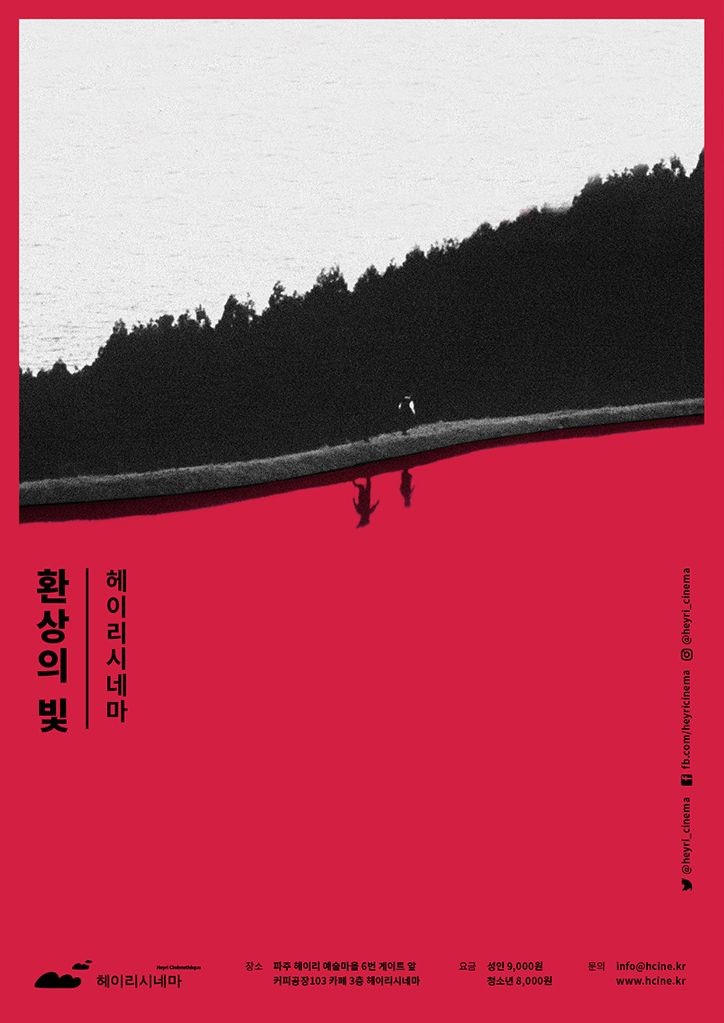 환상의 빛
헤이리시네마
@heyri_cinema
fb.com/heyricinema
@heyri_cinema
Heyri Cinémathèque
헤이리시네마
장소
파주 헤이리 예술마을 6번 게이트 앞
커피공장103 카페 3층 헤이리시네마
요금
성인 9,000원
청소년 8,000원
문의
info@hcine.kr
www.hcine.kr